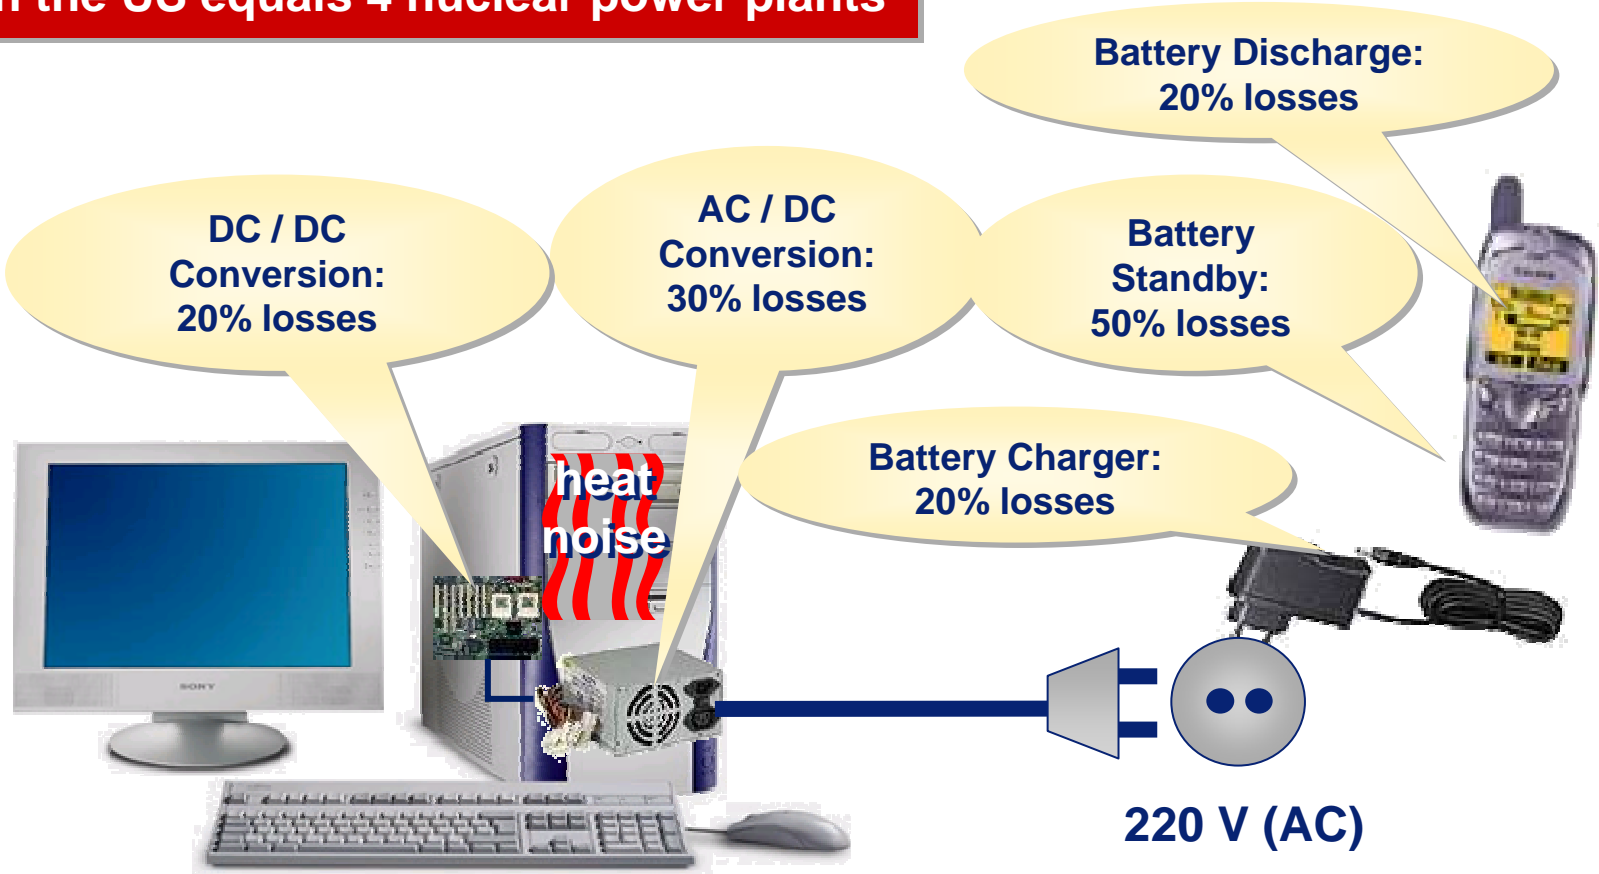 n the US equals 4 nuclear power plants
Battery Discharge:
20% losses
DC / DC
Conversion:
20% losses
AC / DC
Conversion:
30% losses
Battery
Standby:
50% losses
heat
noise
Battery Charger:
20% losses
SONY
220 V (AC)